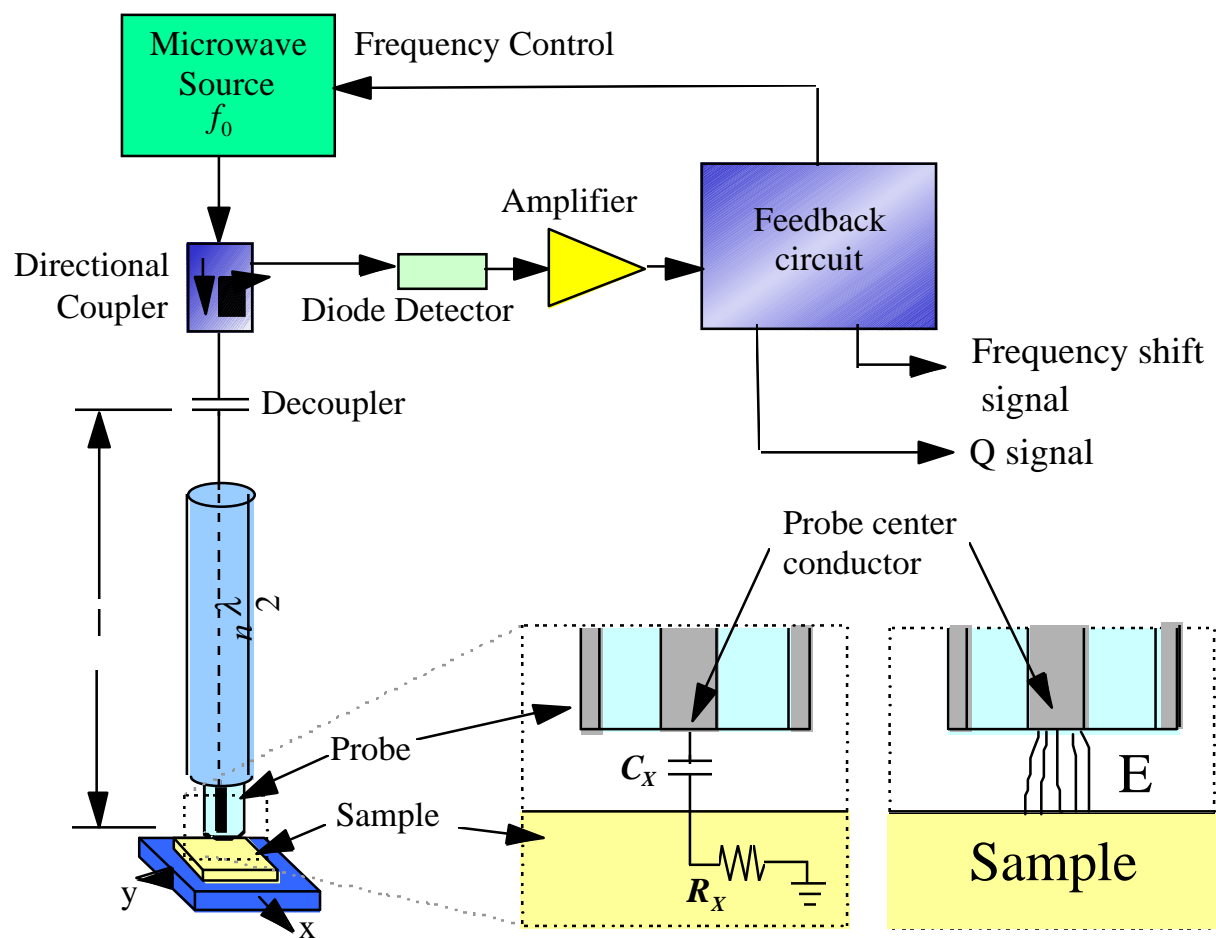 Microwave
Source
f0
Frequency Control
Amplifier
Feedback
circuit
Directional
Coupler
Diode Detector
Frequency shift
signal
Decoupler
Q signal
Probe center
conductor
nλ
2
Probe
CX
E
Sample
Sample
RX
y
x